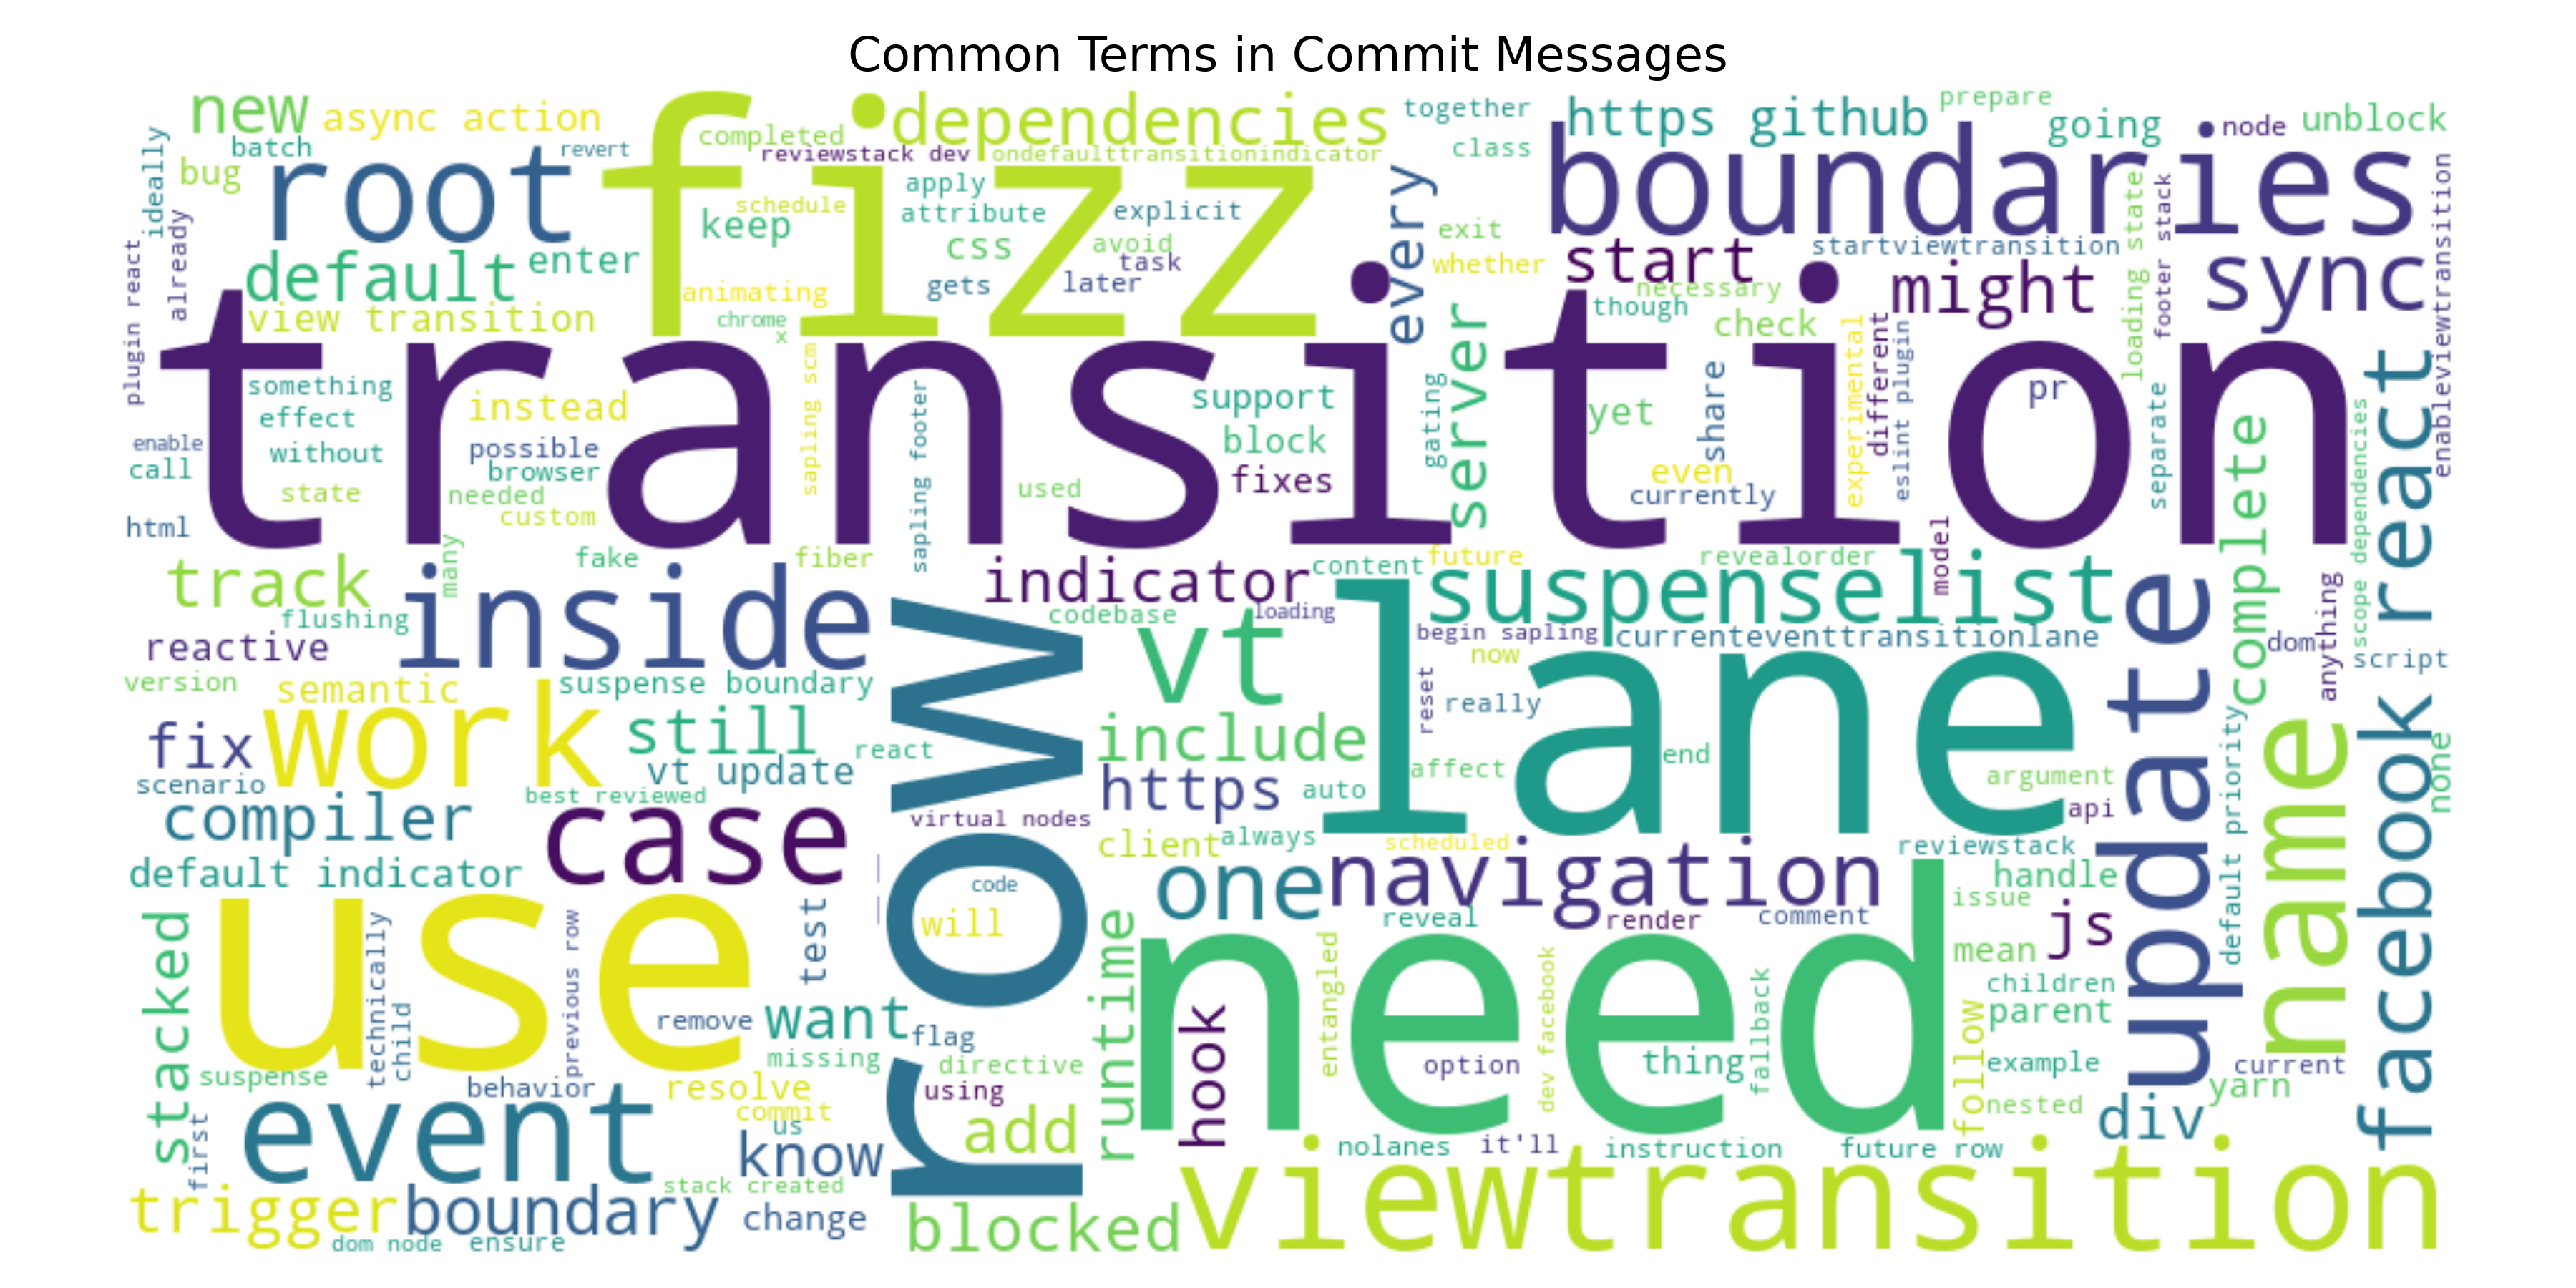 Common Terms in Commit Messages
new
async action
completed
dependencies
together
https
github
prepare
going
node
unblock
ideally
batch
bug
root
revert
fizz
reviewstack dev
ondefaulttransitionindicator
class
boundaries
already
schedule
keep
apply
attribute
explicit
css
avoid
task
gets
later
every
exit
whether
start
startviewtransition
might
necessary
though
check
loading state
footer stack
sync
enableviewtransition
plugin react
default
enter
view transition
animating
chrome
x
transition
something
effect
without
enable
call
state
html
instead
possible
browser
needed
custom
sapling scm
sapling footer
used
support
block
fixes
gating
server
yet
share
even
currently
experimental
different
eslint plugin
pr
separate
complete
scope dependencies
react
track
many
fake
fiber
indicator
content
future
revealorder
model
suspenselist
inside
flushing
reactive
codebase
loading
vt
begin sapling
currenteventtransitionlane
now
reset
really
lane
update
dom
anything
script
version
semantic
suspense boundary
work
still
fix
vt update
react
include
https
auto
affect
end
argument
api
default priority
name
facebook
none
scenario
compiler
best reviewed
case
virtual nodes
row
client
always
scheduled
navigation
reviewstack
handle
default indicator
one
code
will
use
test
reveal
render
comment
issue
js
mean
stacked
technically
child
previous row
remove
want
flag
missing
directive
using
runtime
hook
need
entangled
option
dev facebook
thing
fallback
follow
children
parent
example
nested
current
yarn
div
suspense
behavior
resolve
commit
us
event
first
know
add
nolanes
it'll
instruction
future row
stack created
trigger
boundary
change
blocked
viewtransition
dom node
ensure